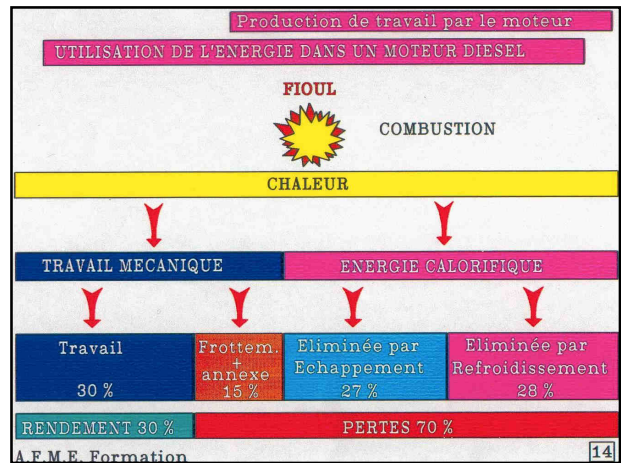 Production de travail par le moteur
UTILISATION DE L'ENERGIE DANS UN MOTEUR DIESEL
FIOUL
COMBUSTION
CHALEUR
TRAVAIL MECANIQUE
ENERGIE CALORIFIQUE
Travail
30 %
Frottem.
+
annexe
15 %
Eliminée par
Echappement
27 %
Eliminée par
Refroidissement
28 %
RENDEMENT 30 %
PERTES 70 %
A.F.M.E. Formation
14